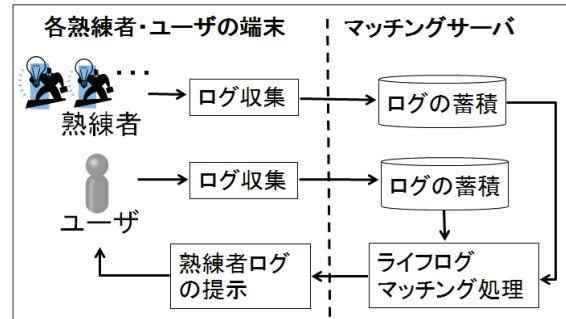 各熟練者・ユーザの端末
マッチングサーバ
・・・
熟練者
ログ収集
ログの蓄積
ユーザ
ログ収集
ログの蓄積
熟練者ログ
の提示
ライフログ
マッチング処理